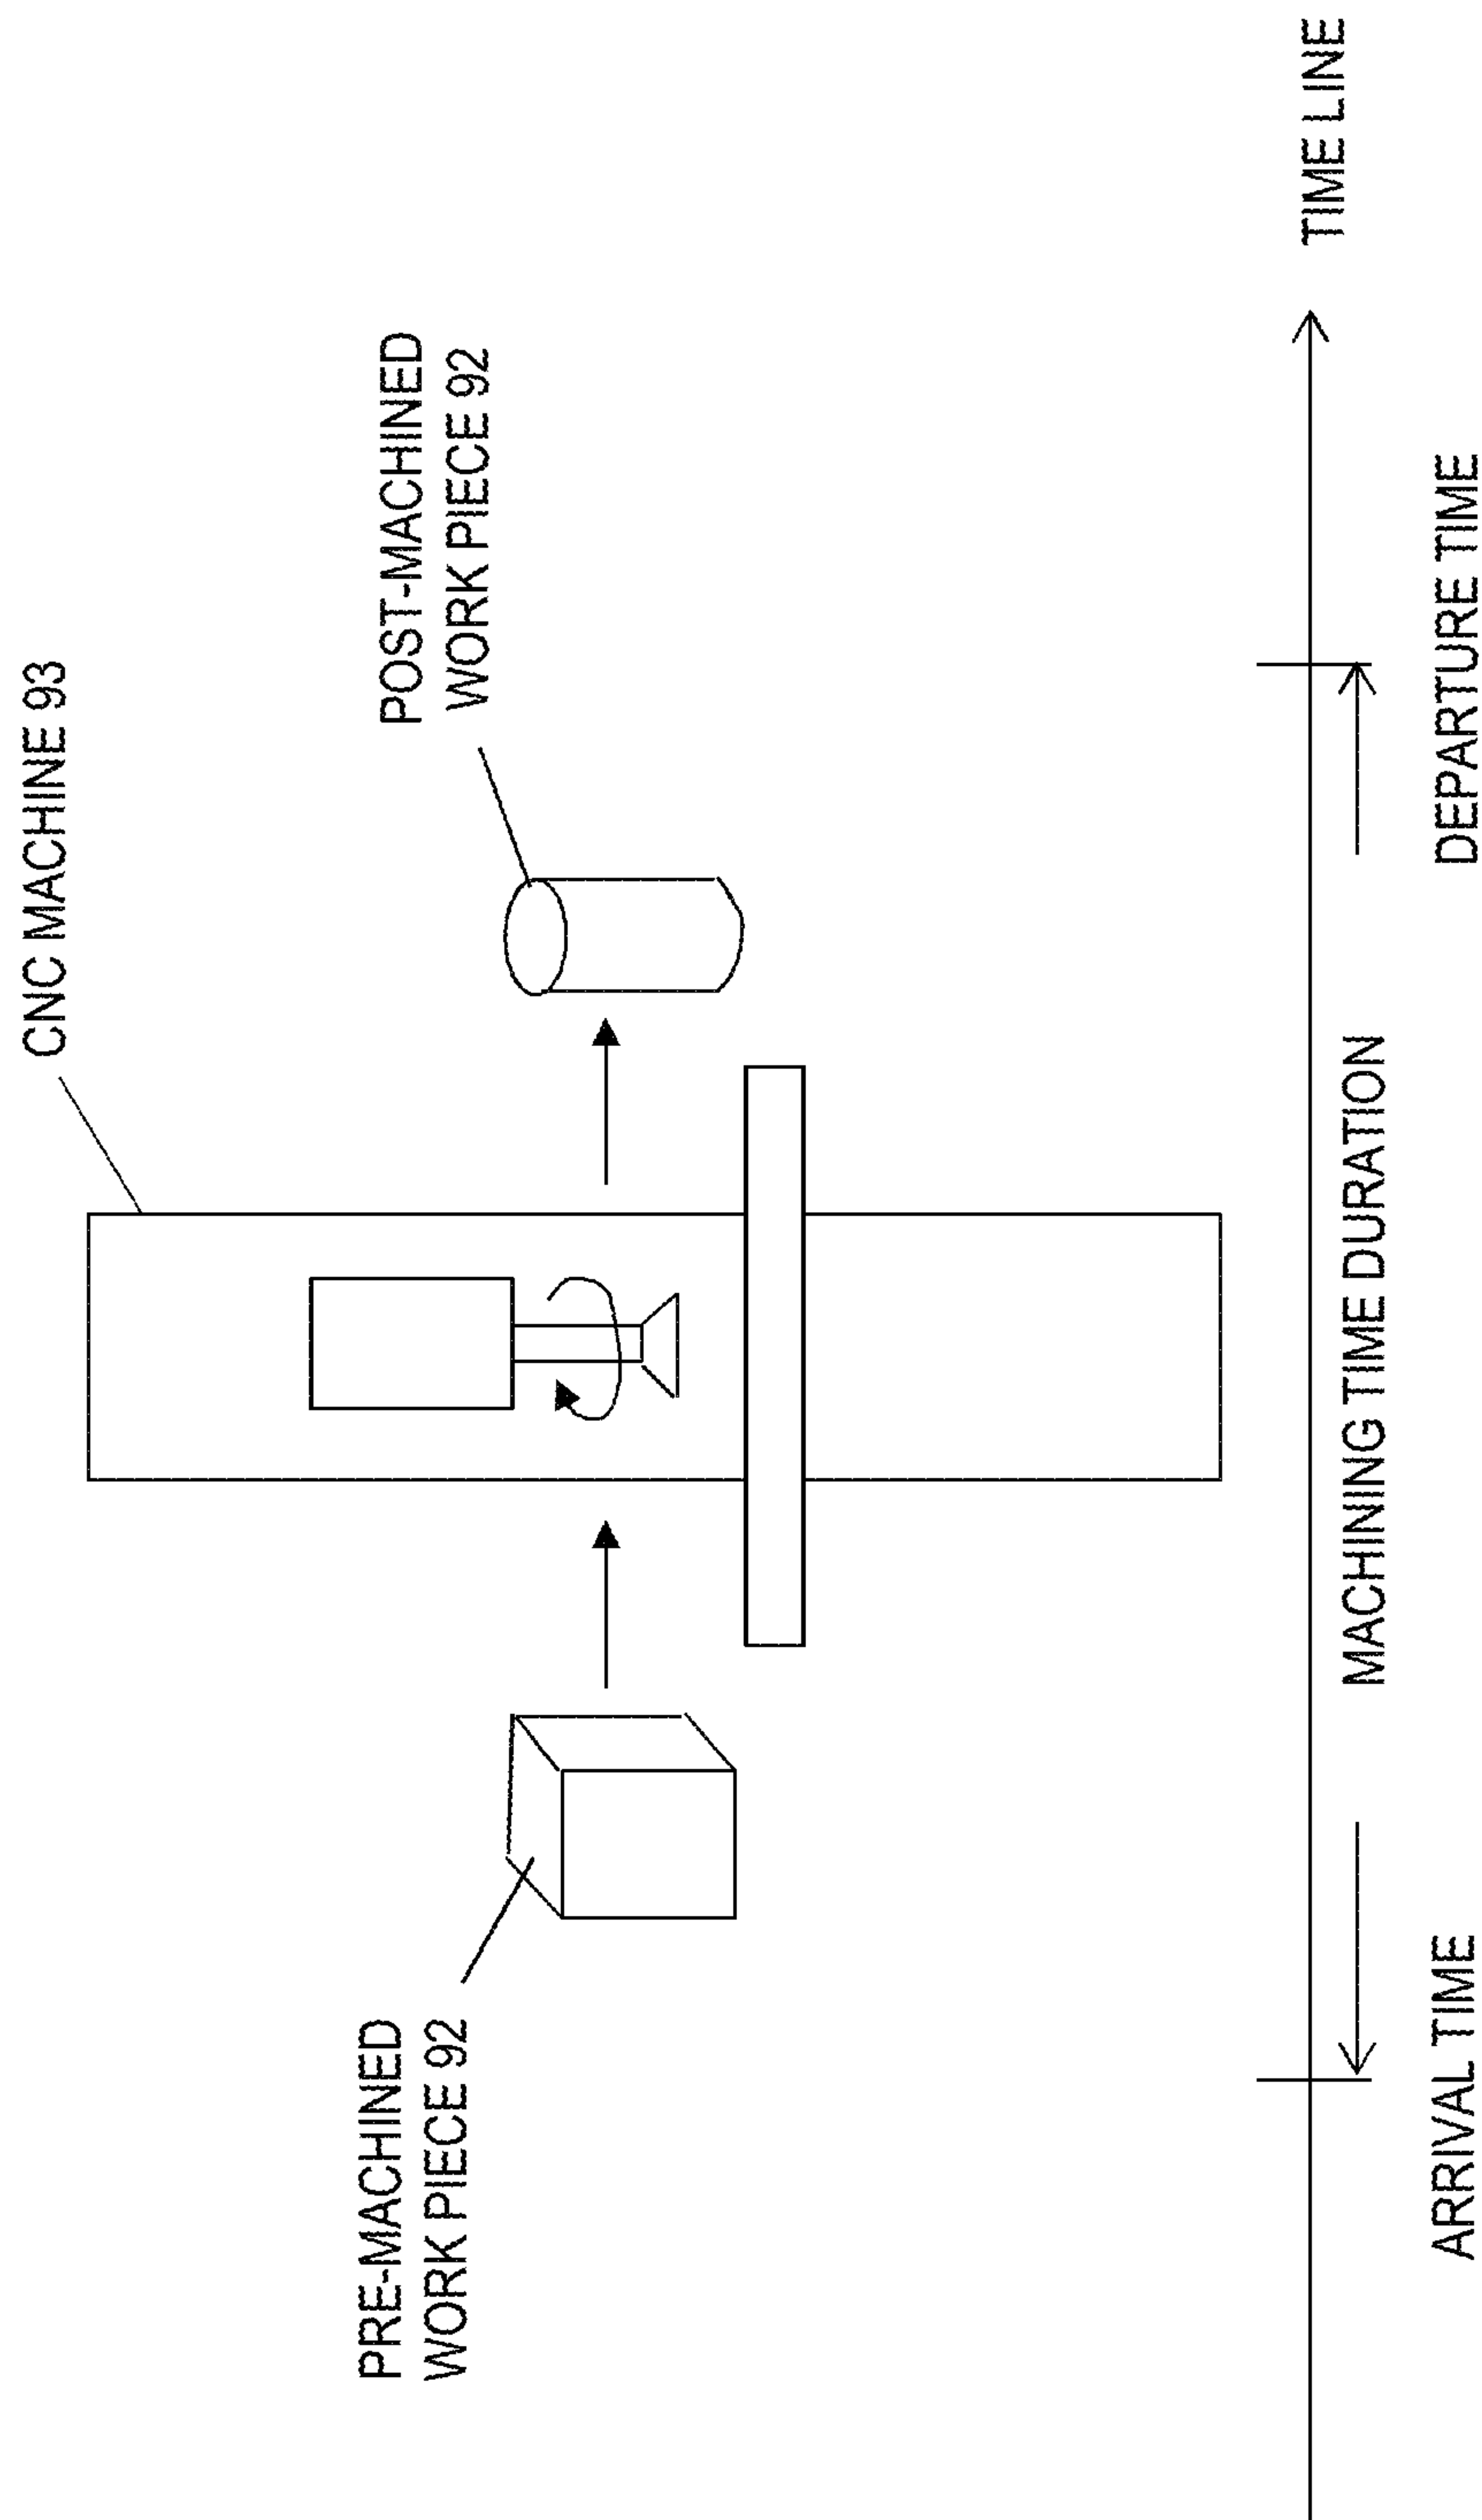 CNC MACHINE 93
PRE-MACHINED
WORK PIECE 92
POST-MACHINED
WORK PIECE 92
TIME LINE
MACHINING TIME DURATION
ARRIVAL TIME
DEPARTURE TIME